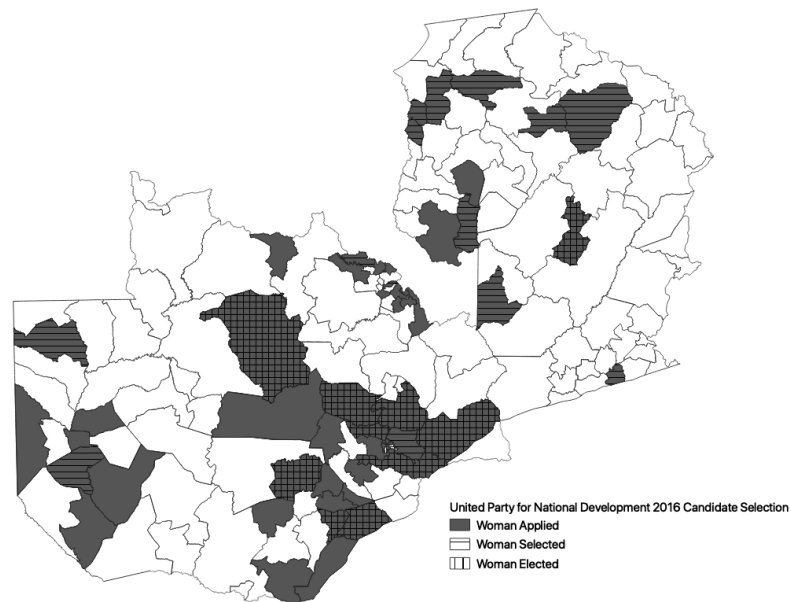 United Party for National Development 2016 Candidate Selection
Woman Applied
Woman Selected
Woman Elected